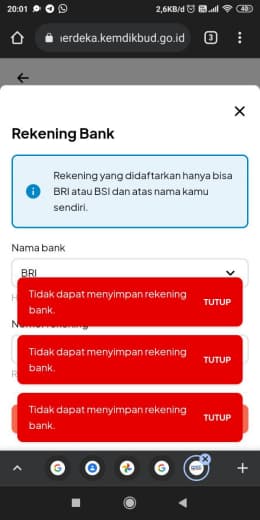 20:01
2,6KB/d
40
ıerdeka.kemdikbud.go.id
3
Rekening Bank
Rekening yang didaftarkan hanya bisa
BRI atau BSI dan atas nama kamu
sendiri.
Nama bank
BRI
Tidak dapat menyimpan rekening
bank.
TUTUP
Tidak dapat menyimpan rekening
bank.
TUTUP
Tidak dapat menyimpan rekening
bank.
TUTUP